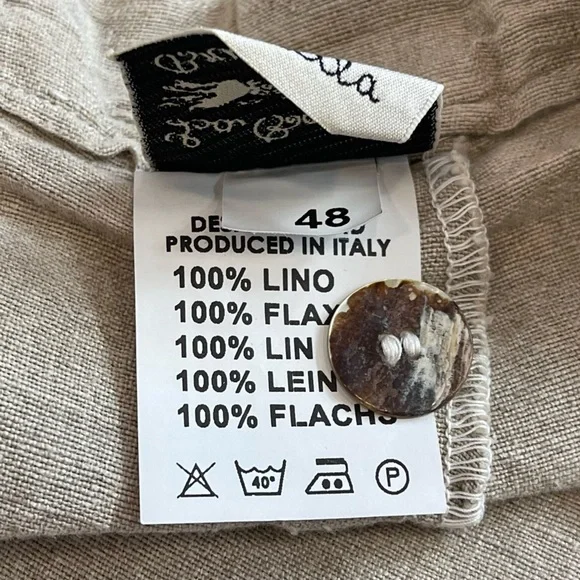 48
PRODUCED IN ITALY
100% LINO
100% FLAX
100% LIN
100% LEIN
100% FLACHS
40°
P